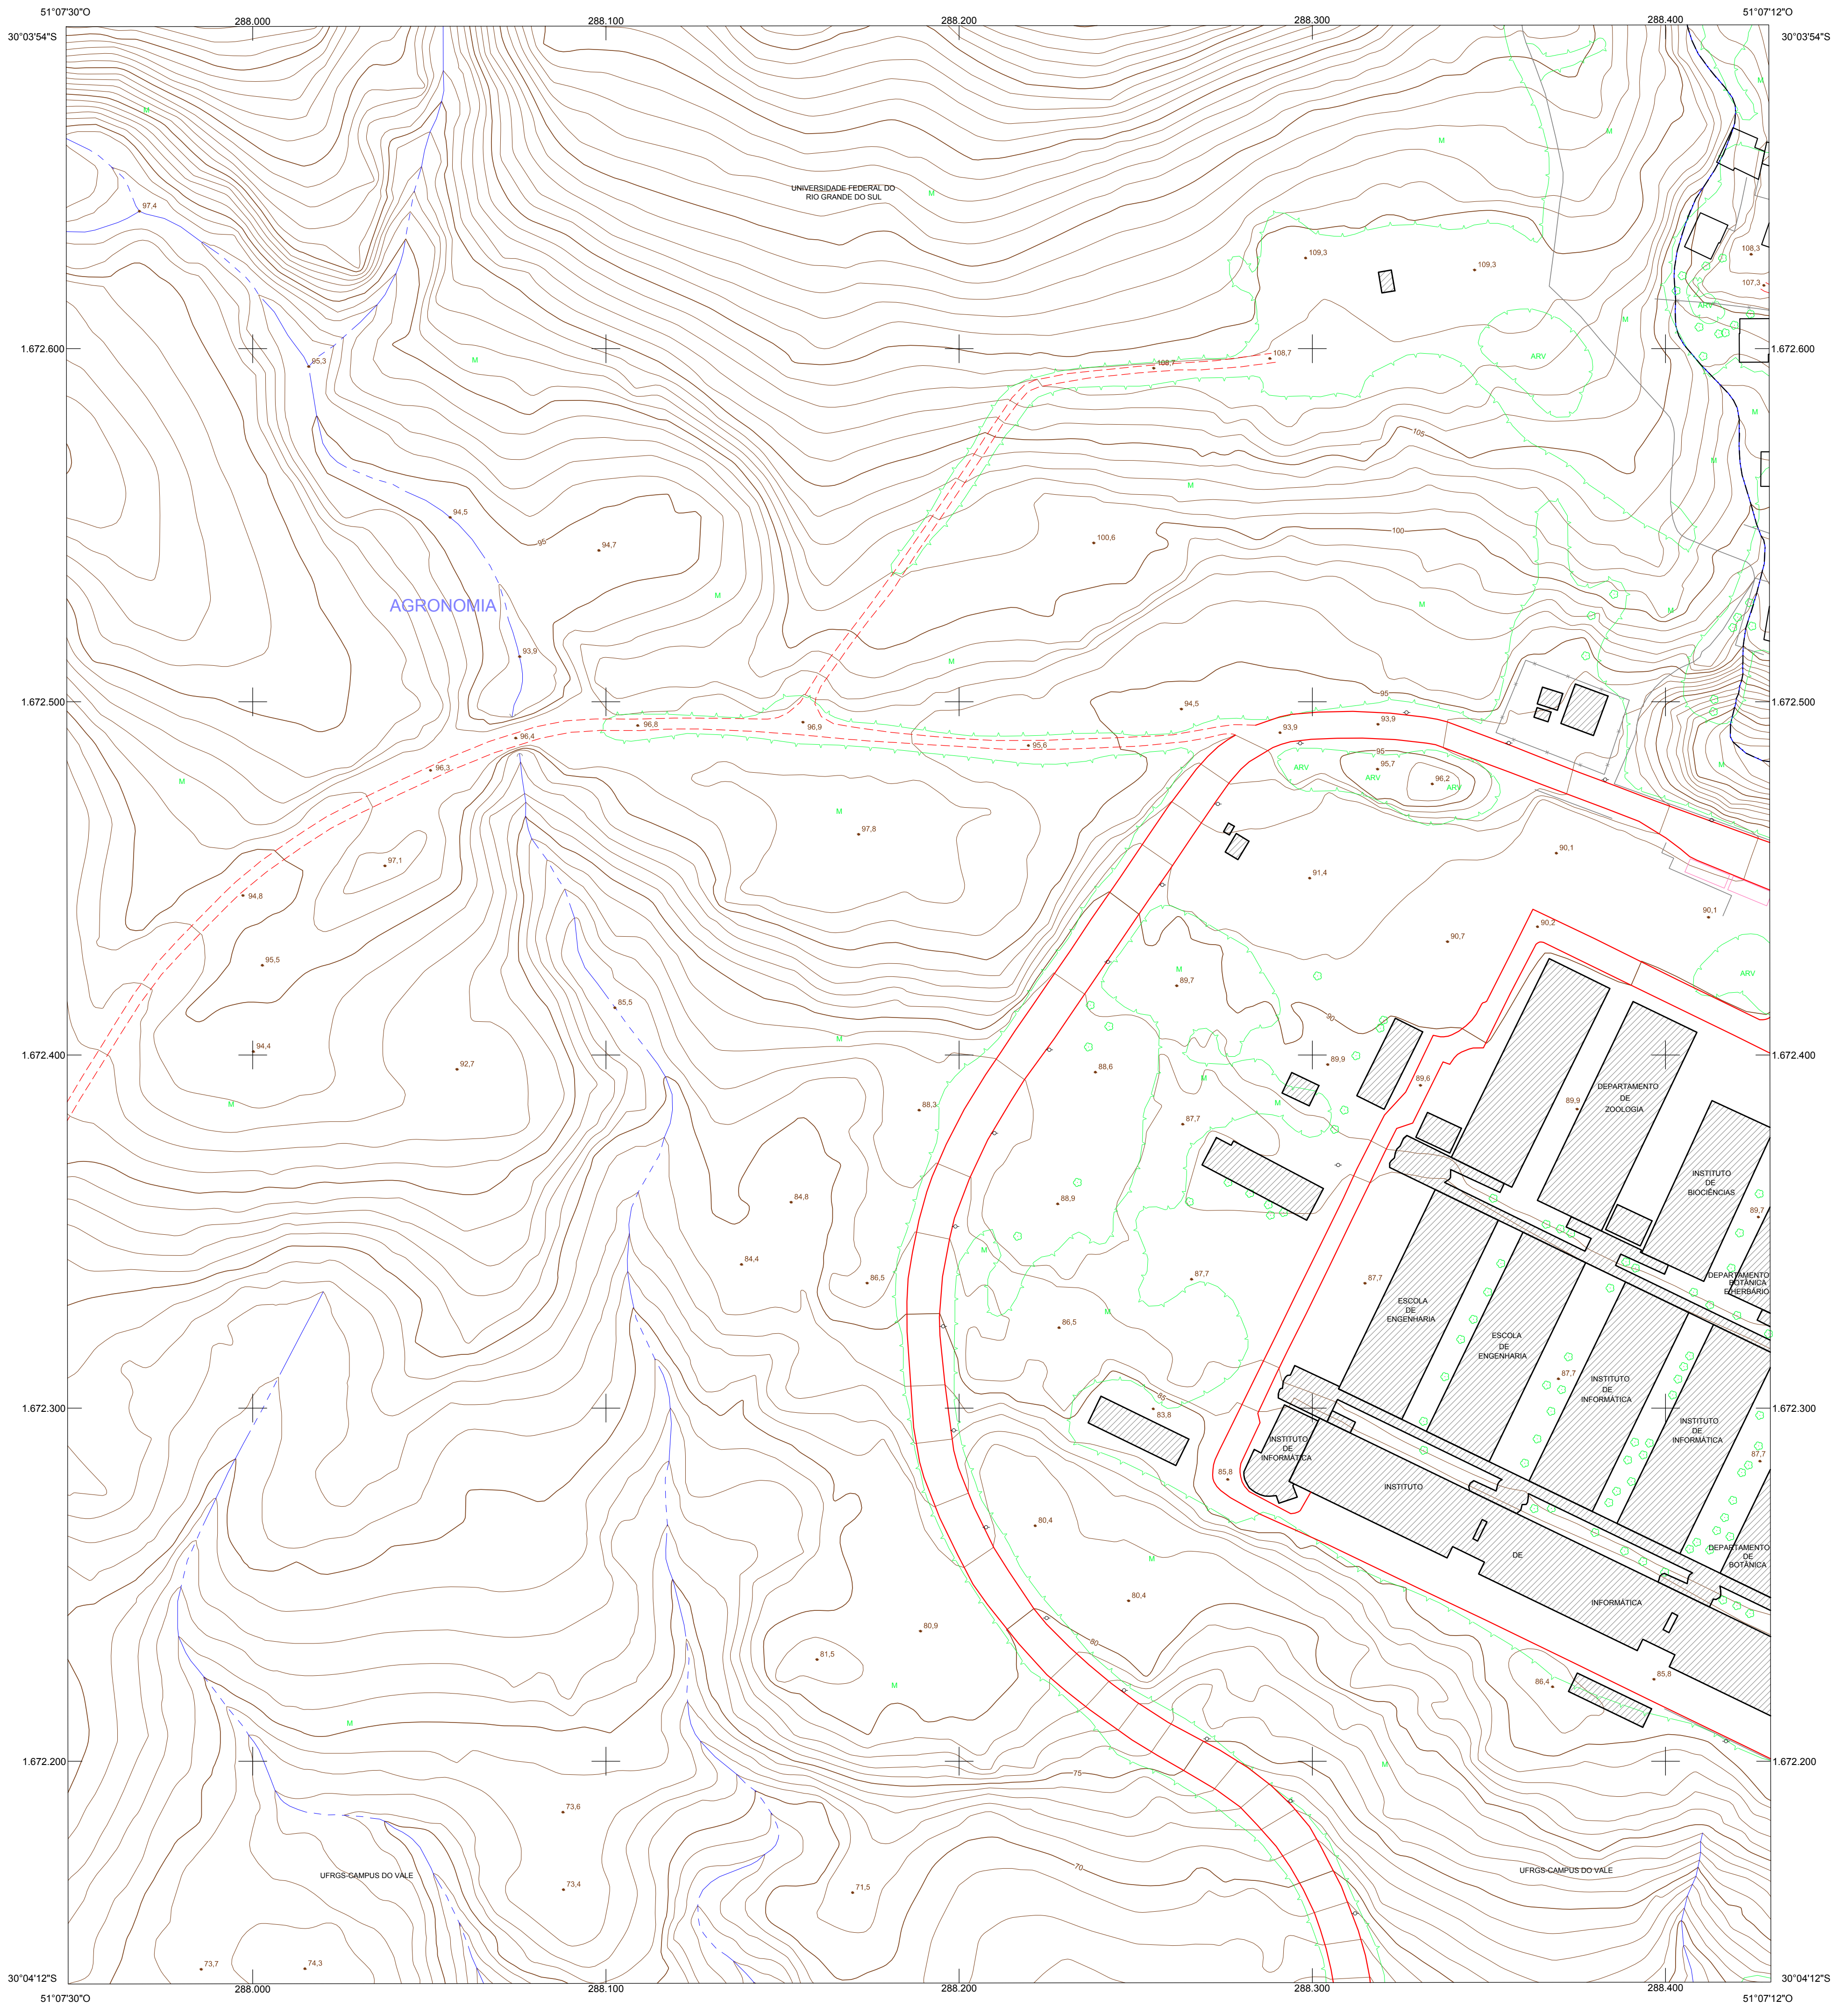 51°07'30"O
288.000
288.100
288.200
288.300
288.400
51°07'12"O
30°03'54"S
30°03'54"S
M
M
M
M
UNIVERSIDADE FEDERAL DO
RIO GRANDE DO SUL
M
97,4
109,3
109,3
108,3
107,3
ARV
M
1.672.600
1.672.600
M
95,3
108,7
108,7
ARV
M
105
M
M
94,5
95
94,7
100,6
100
AGRONOMIA
M
M
M
93,9
M
1.672.500
1.672.500
95
94,5
96,8
96,9
93,9
93,9
96,4
95,6
95
96,3
ARV
95,7
ARV
96,2
ARV
M
M
M
97,8
90,1
97,1
91,4
94,8
90,1
90,2
90,7
95,5
M
89,7
ARV
85,5
90
1.672.400
1.672.400
94,4
M
92,7
89,9
88,6
M
89,6
DEPARTAMENTO
DE
ZOOLOGIA
M
88,3
M
89,9
87,7
INSTITUTO
DE
BIOCIÊNCIAS
84,8
88,9
89,7
M
84,4
86,5
87,7
87,7
DEPARTAMENTO
BOTÂNICA
E HERBÁRIO
ESCOLA
DE
ENGENHARIA
M
86,5
ESCOLA
DE
ENGENHARIA
87,7
INSTITUTO
DE
INFORMÁTICA
85
83,8
1.672.300
1.672.300
INSTITUTO
DE
INFORMÁTICA
INSTITUTO
DE
INFORMÁTICA
87,7
85,8
INSTITUTO
80,4
M
DE
DEPARTAMENTO
DE
BOTÂNICA
80,4
INFORMÁTICA
80,9
80
81,5
M
86,4
85,8
M
1.672.200
1.672.200
M
75
73,6
UFRGS-CAMPUS DO VALE
70
UFRGS-CAMPUS DO VALE
73,4
71,5
73,7
74,3
30°04'12"S
30°04'12"S
51°07'30"O
288.000
288.100
288.200
288.300
288.400
51°07'12"O